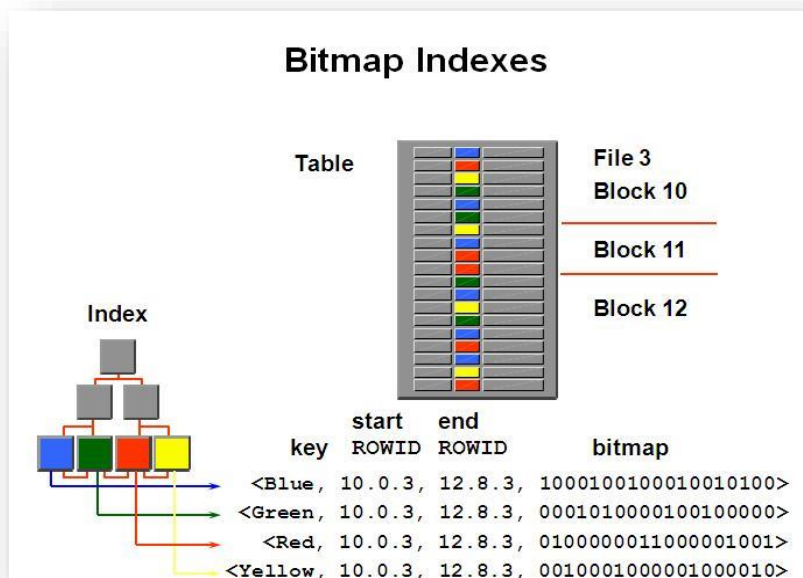 Bitmap Indexes
Table
File 3
Block 10
Block 11
Block 12
Index
start end
key ROWID ROWID bitmap
<Blue, 10.0.3, 12.8.3, 1000100100010010100>
<Green, 10.0.3, 12.8.3, 0001010000100100000>
<Red, 10.0.3, 12.8.3, 0100000011000001001>
<Yellow, 10.0.3, 12.8.3, 0010001000001000010>